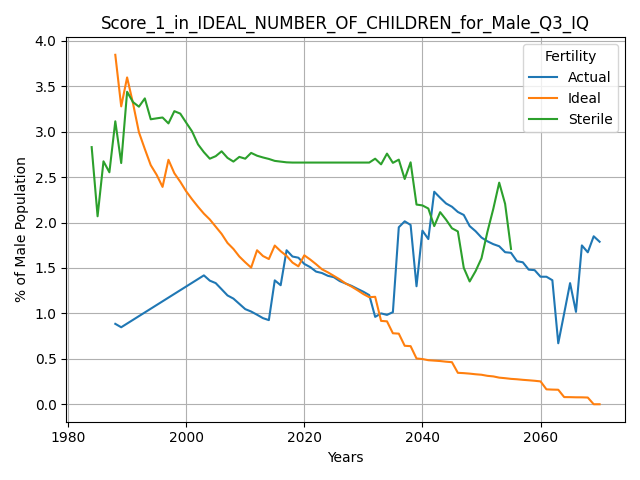 Score_1_in_IDEAL_NUMBER_OF_CHILDREN_for_Male_Q3_IQ
Fertility
Actual
Ideal
Sterile
% of Male Population
4.0
3.5
3.0
2.5
2.0
1.5
1.0
0.5
0.0
1980 2000 2020 2040 2060
Years